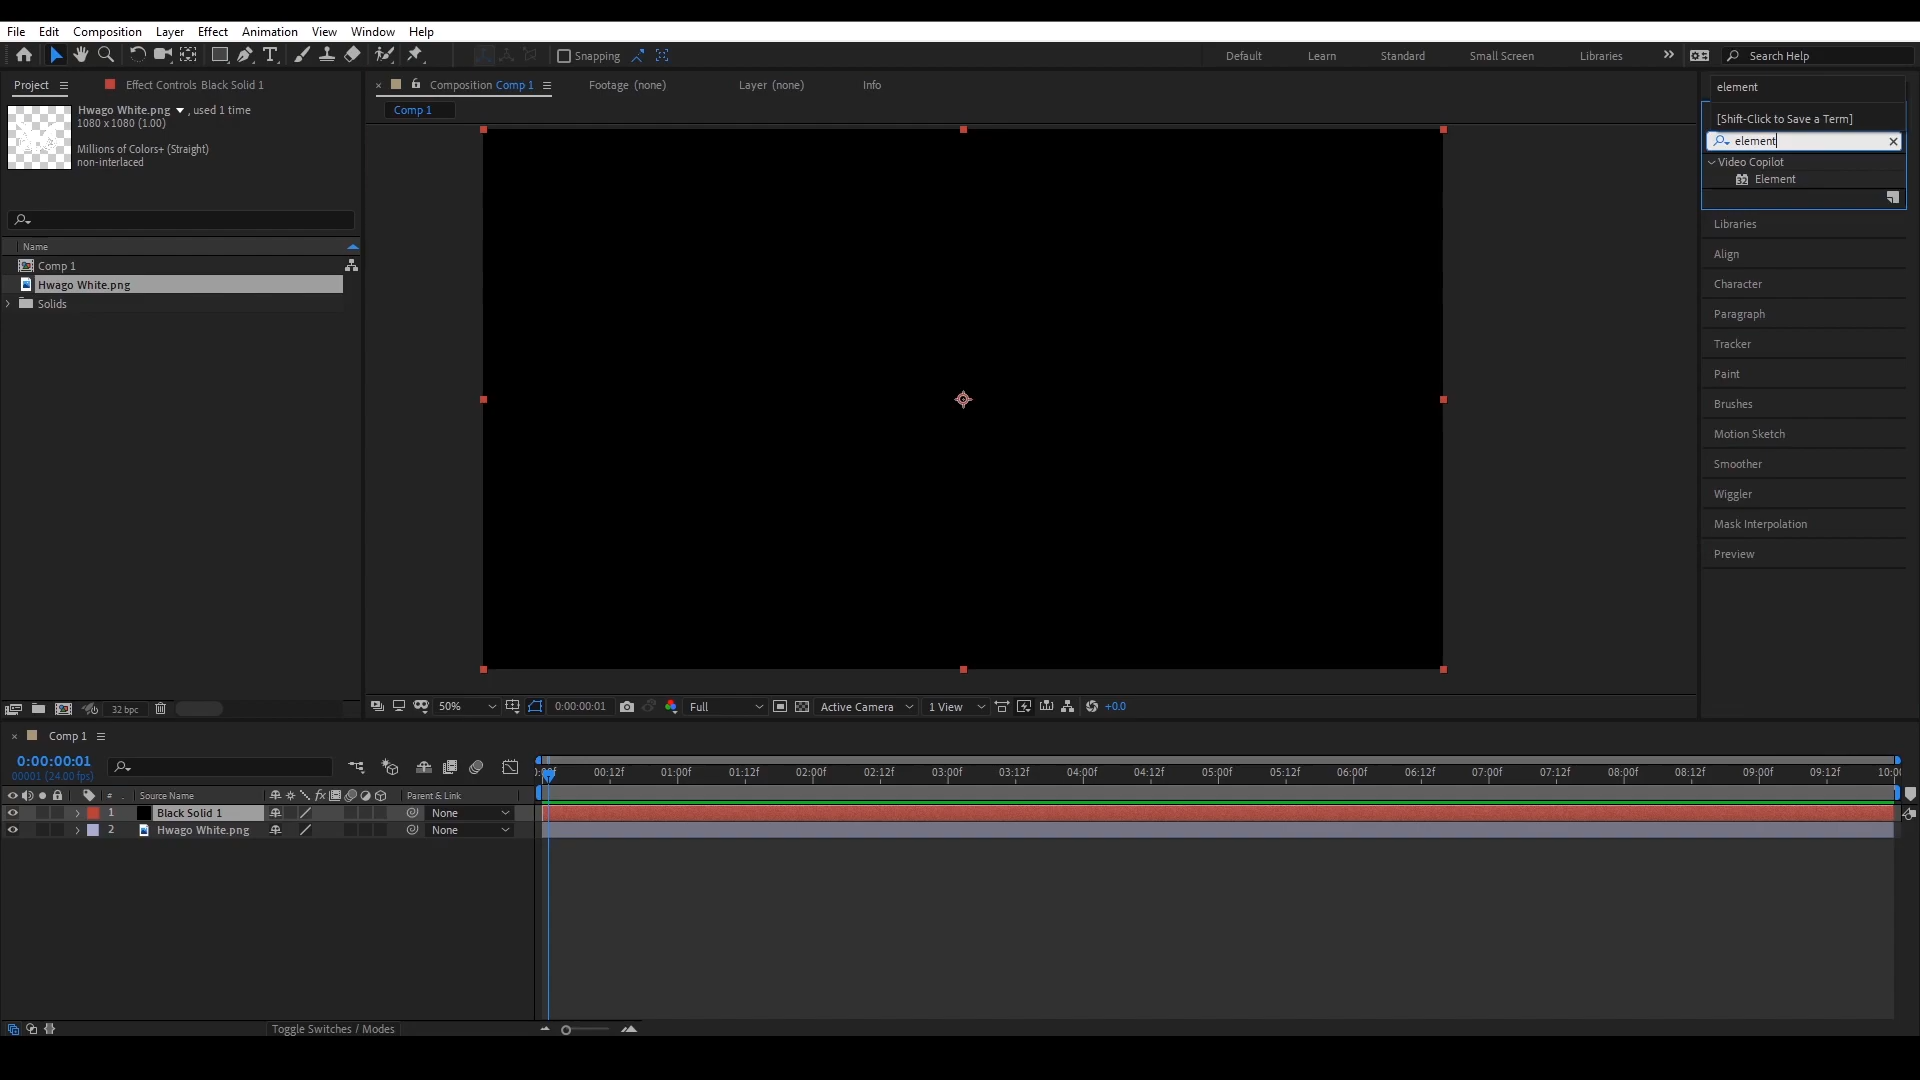 File Edit Composition Layer Effect Animation View Window Help
Snapping Default Learn Standard Small Screen Libraries Search Help
Project Effect Controls Black Solid 1
Hwago White.png , used 1 time
1080 x 1080 (1.00)
Millions of Colors+ (Straight)
non-interlaced
Name
Comp 1
Hwago White.png
Solids
32 bpc
Composition Comp 1 Footage (none) Layer (none) Info
Comp 1
50% 0:00:00:01 Full Active Camera 1 View +0.0
element
[Shift-Click to Save a Term]
element
Video Copilot
32 Element
Libraries
Align
Character
Paragraph
Tracker
Paint
Brushes
Motion Sketch
Smoother
Wiggler
Mask Interpolation
Preview
Comp 1
0:00:00:01
00001 (24.00 fps)
# Source Name fx Parent & Link
1 Black Solid 1 None
2 Hwago White.png None
00:12f 01:00f 01:12f 02:00f 02:12f 03:00f 03:12f 04:00f 04:12f 05:00f 05:12f 06:00f 06:12f 07:00f 07:12f 08:00f 08:12f 09:00f 09:12f 10:00
Toggle Switches / Modes